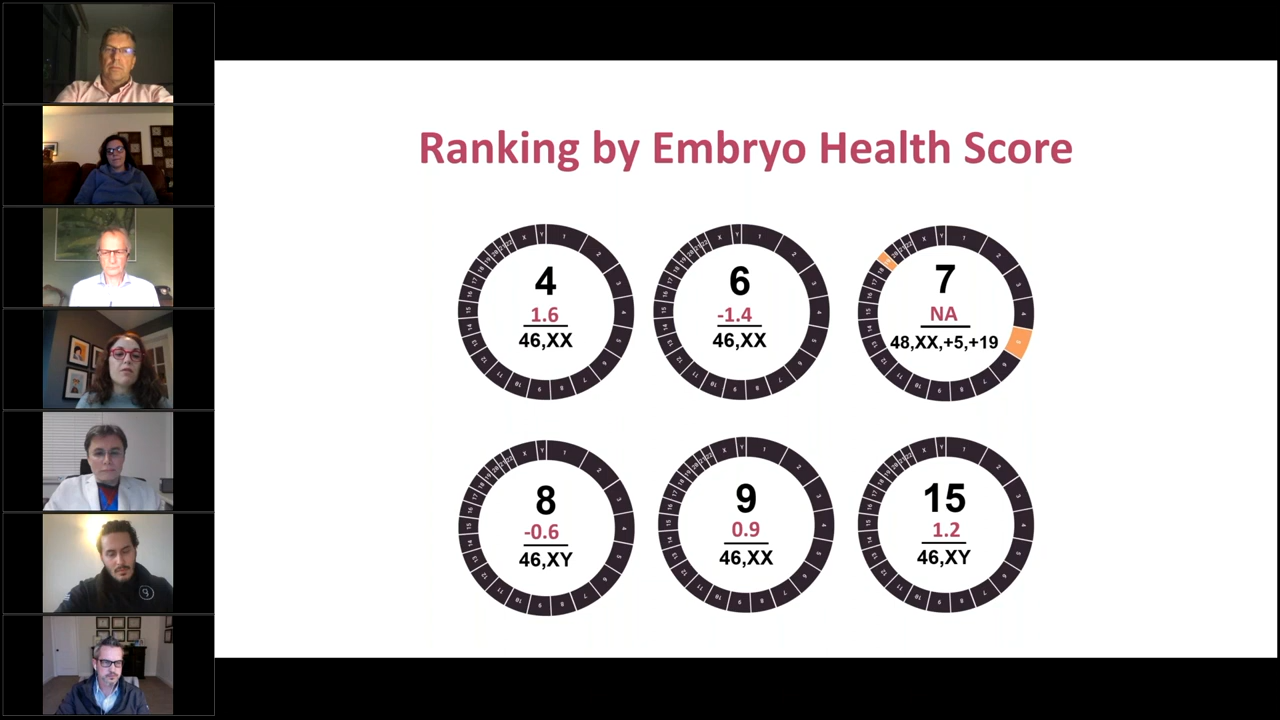 Ranking by Embryo Health Score
4
1.6
46,XX
6
-1.4
46,XX
7
NA
48,XX,+5,+19
8
-0.6
46,XY
9
0.9
46,XX
15
1.2
46,XY